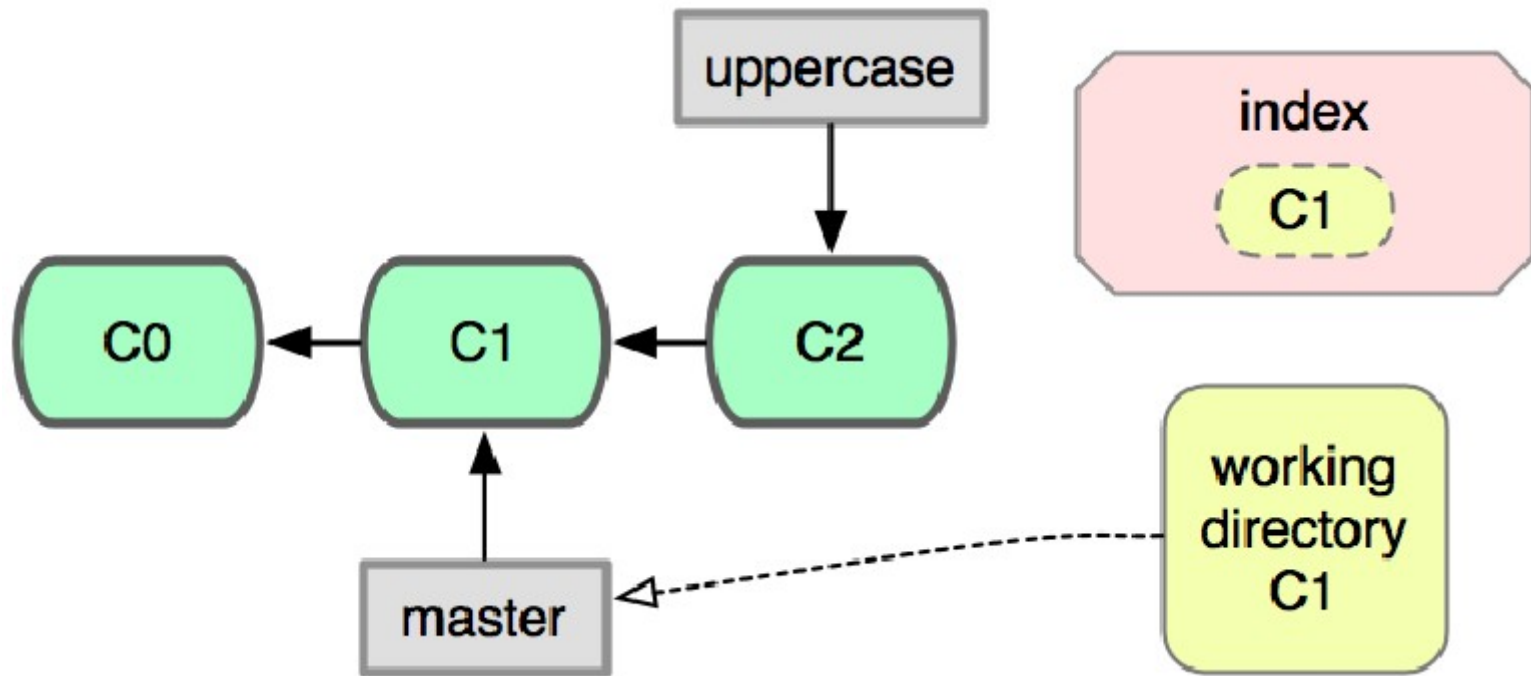 uppercase
index
C1
C0
C1
C2
working
directory
C1
master